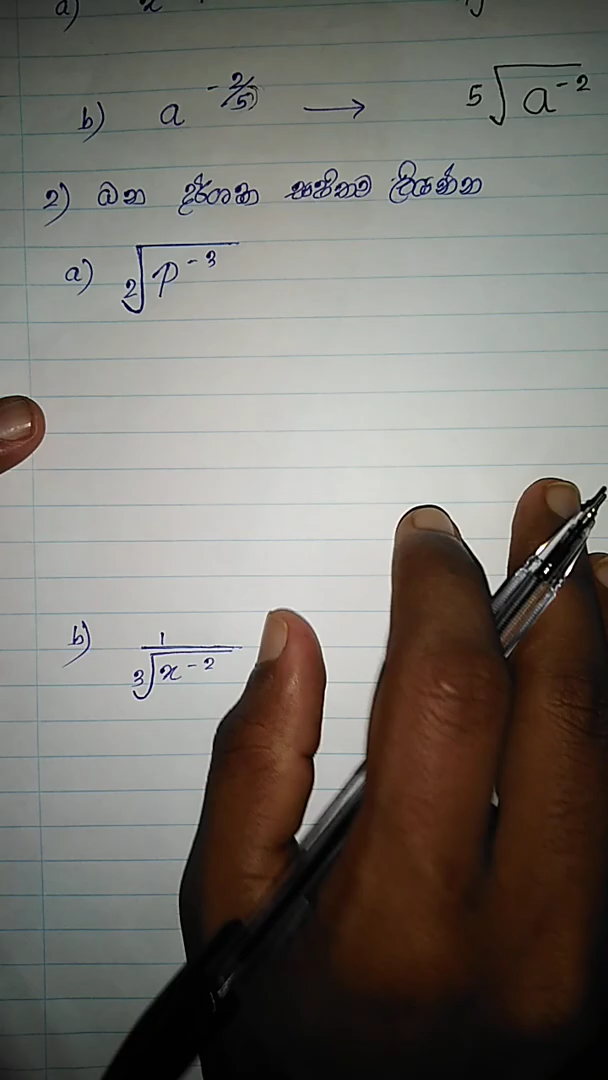 a)
b) a^{-2/5} → ⁵√(a⁻²)
2) ධන දර්ශක සහිතව ලියන්න
a) ²√(p⁻³)
b) 1/³√(x⁻²)